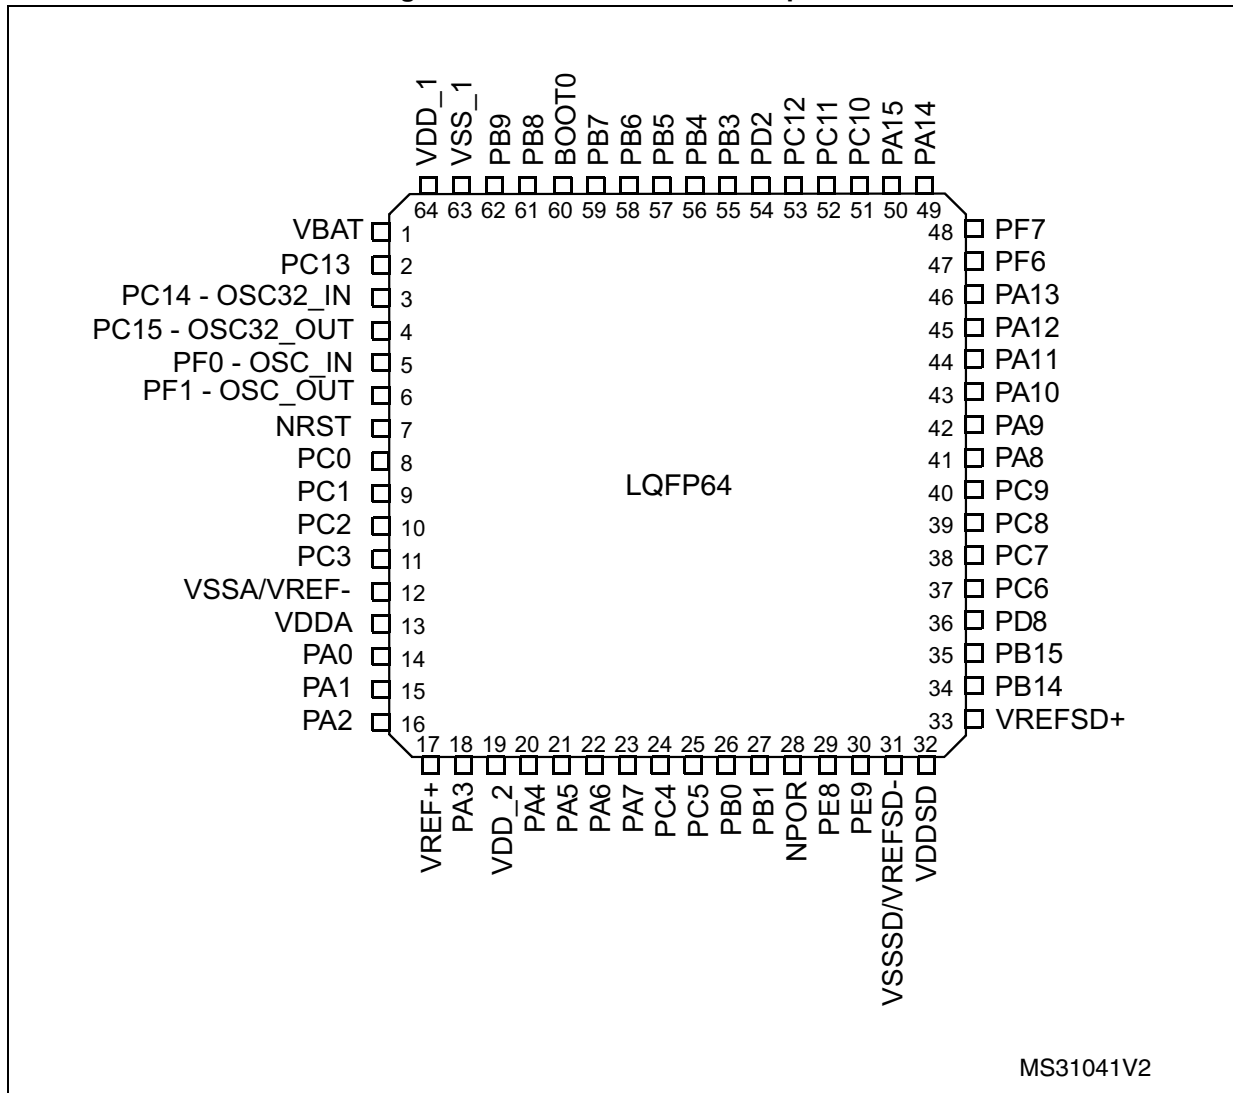 VDD_1
VSS_1
PB9
PB8
BOOT0
PB7
PB6
PB5
PB4
PB3
PD2
PC12
PC11
PC10
PA15
PA14
64 63 62 61 60 59 58 57 56 55 54 53 52 51 50 49
VBAT 1
PC13 2
PC14 - OSC32_IN 3
PC15 - OSC32_OUT 4
PF0 - OSC_IN 5
PF1 - OSC_OUT 6
NRST 7
PC0 8
PC1 9
PC2 10
PC3 11
VSSA/VREF- 12
VDDA 13
PA0 14
PA1 15
PA2 16
LQFP64
48 PF7
47 PF6
46 PA13
45 PA12
44 PA11
43 PA10
42 PA9
41 PA8
40 PC9
39 PC8
38 PC7
37 PC6
36 PD8
35 PB15
34 PB14
33 VREFSD+
17 18 19 20 21 22 23 24 25 26 27 28 29 30 31 32
VREF+
PA3
VDD_2
PA4
PA5
PA6
PA7
PC4
PC5
PB0
PB1
NPOR
PE8
PE9
VSSSD/VREFSD-
VDDSD
MS31041V2